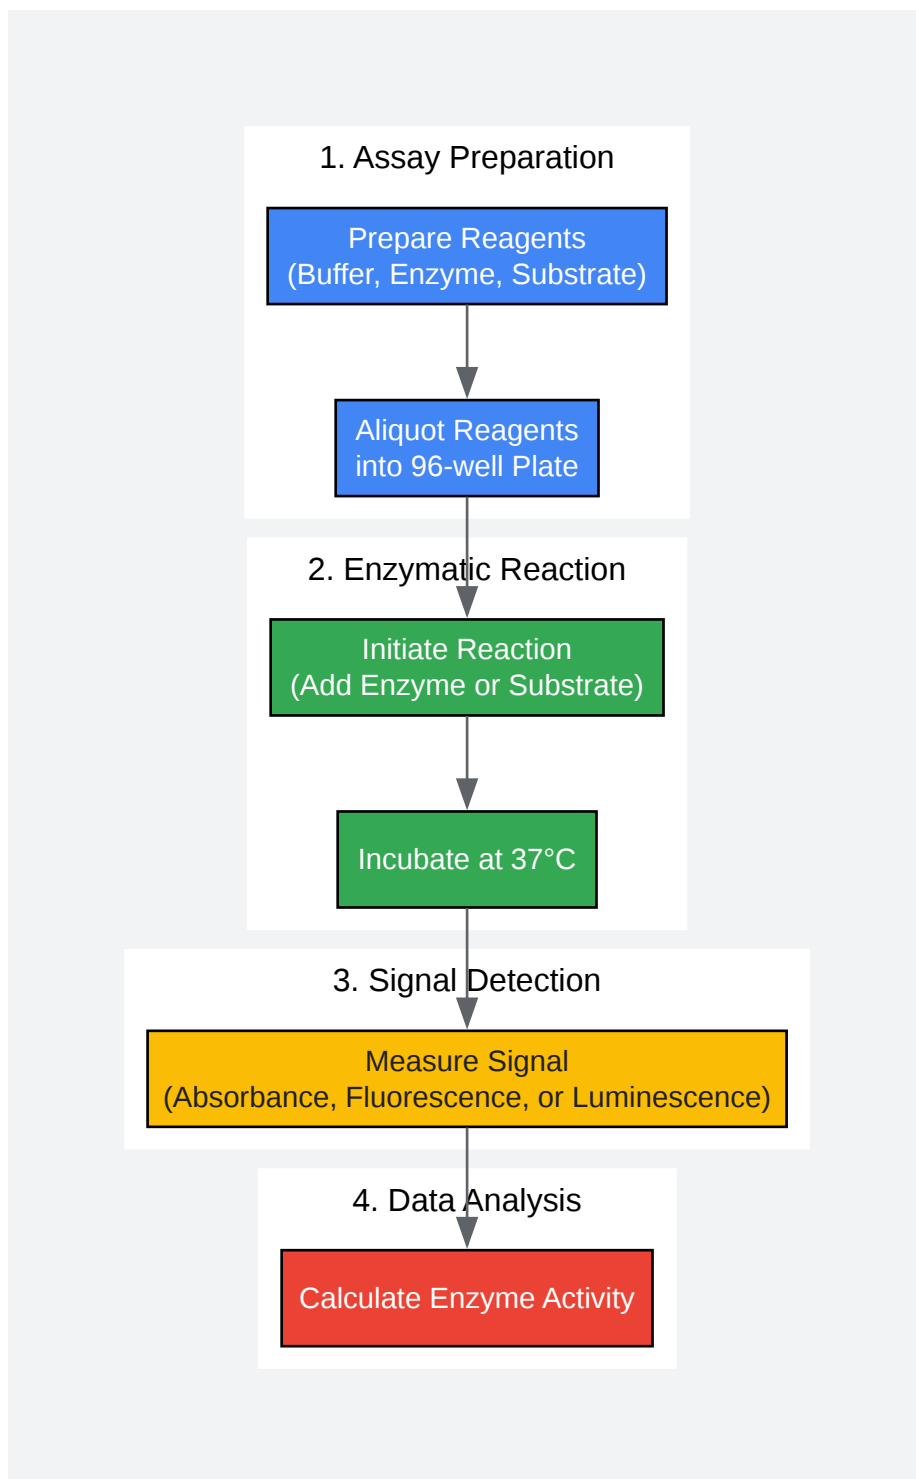 1. Assay Preparation
Prepare Reagents
(Buffer, Enzyme, Substrate)
Aliquot Reagents
into 96-well Plate
2. Enzymatic Reaction
Initiate Reaction
(Add Enzyme or Substrate)
Incubate at 37°C
3. Signal Detection
Measure Signal
(Absorbance, Fluorescence, or Luminescence)
4. Data Analysis
Calculate Enzyme Activity